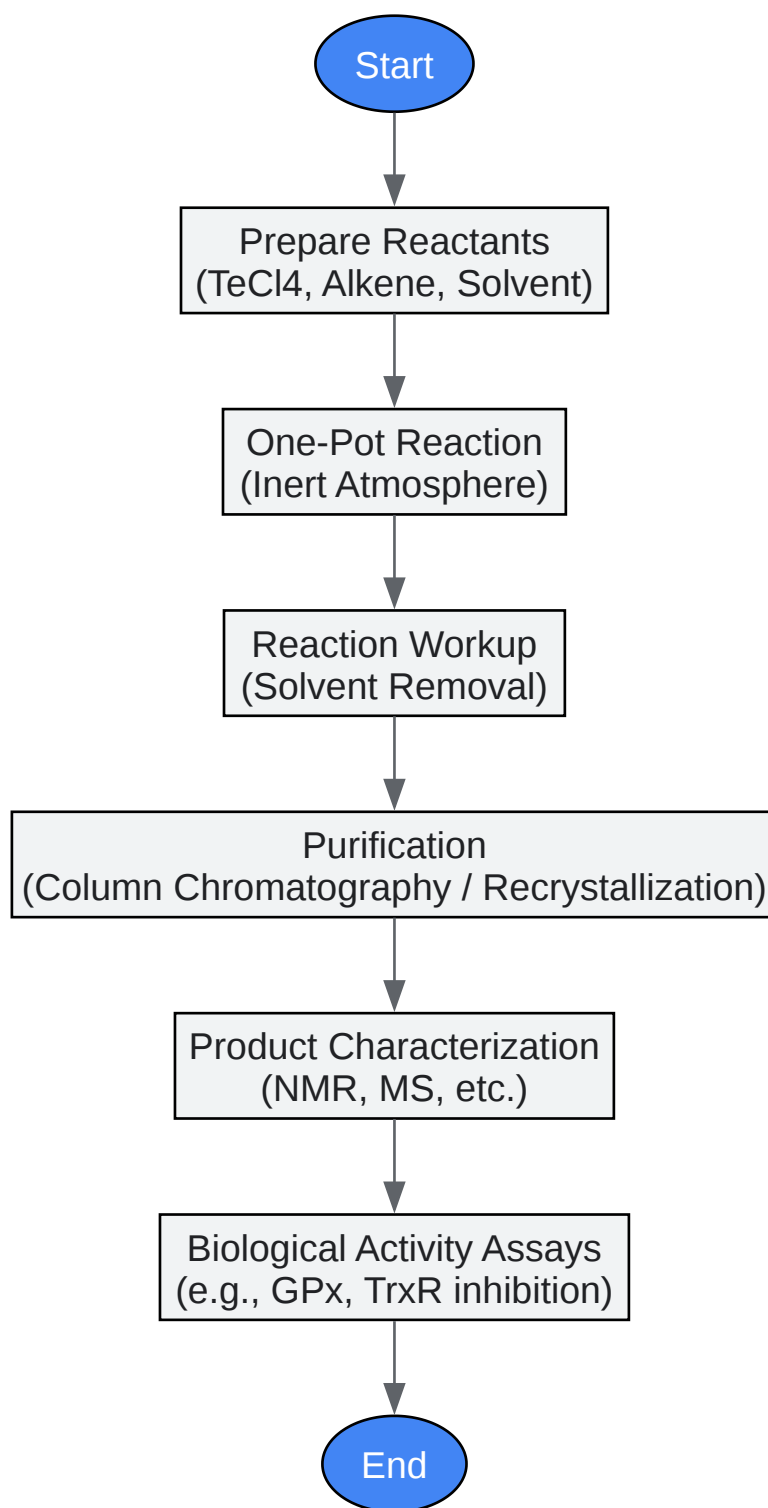 Start
Prepare Reactants
(TeCl4, Alkene, Solvent)
One-Pot Reaction
(Inert Atmosphere)
Reaction Workup
(Solvent Removal)
Purification
(Column Chromatography / Recrystallization)
Product Characterization
(NMR, MS, etc.)
Biological Activity Assays
(e.g., GPx, TrxR inhibition)
End